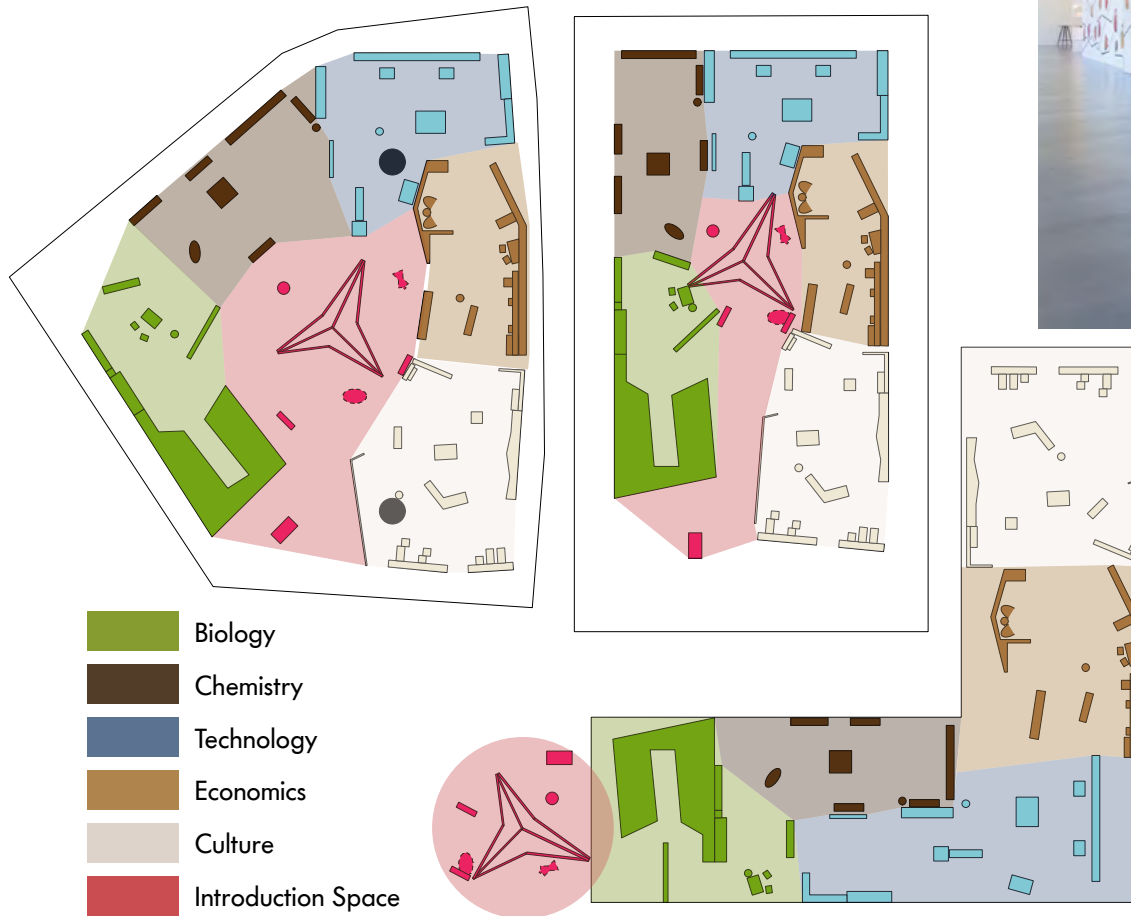 Biology
Chemistry
Technology
Economics
Culture
Introduction Space